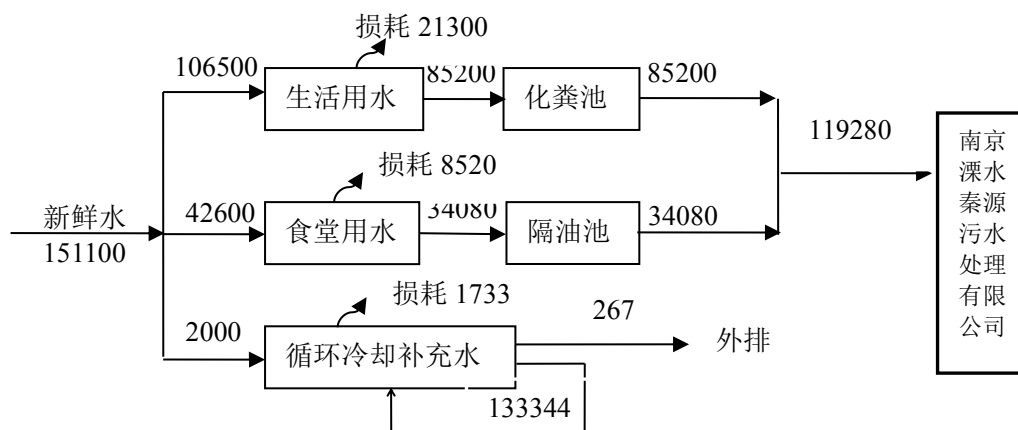 损耗 21300
106500
生活用水
85200
化粪池
85200
119280
南京
溧水
秦源
污水
处理
有限
公司
损耗 8520
新鲜水
151100
42600
食堂用水
34080
隔油池
34080
损耗 1733
2000
循环冷却补充水
267
外排
133344